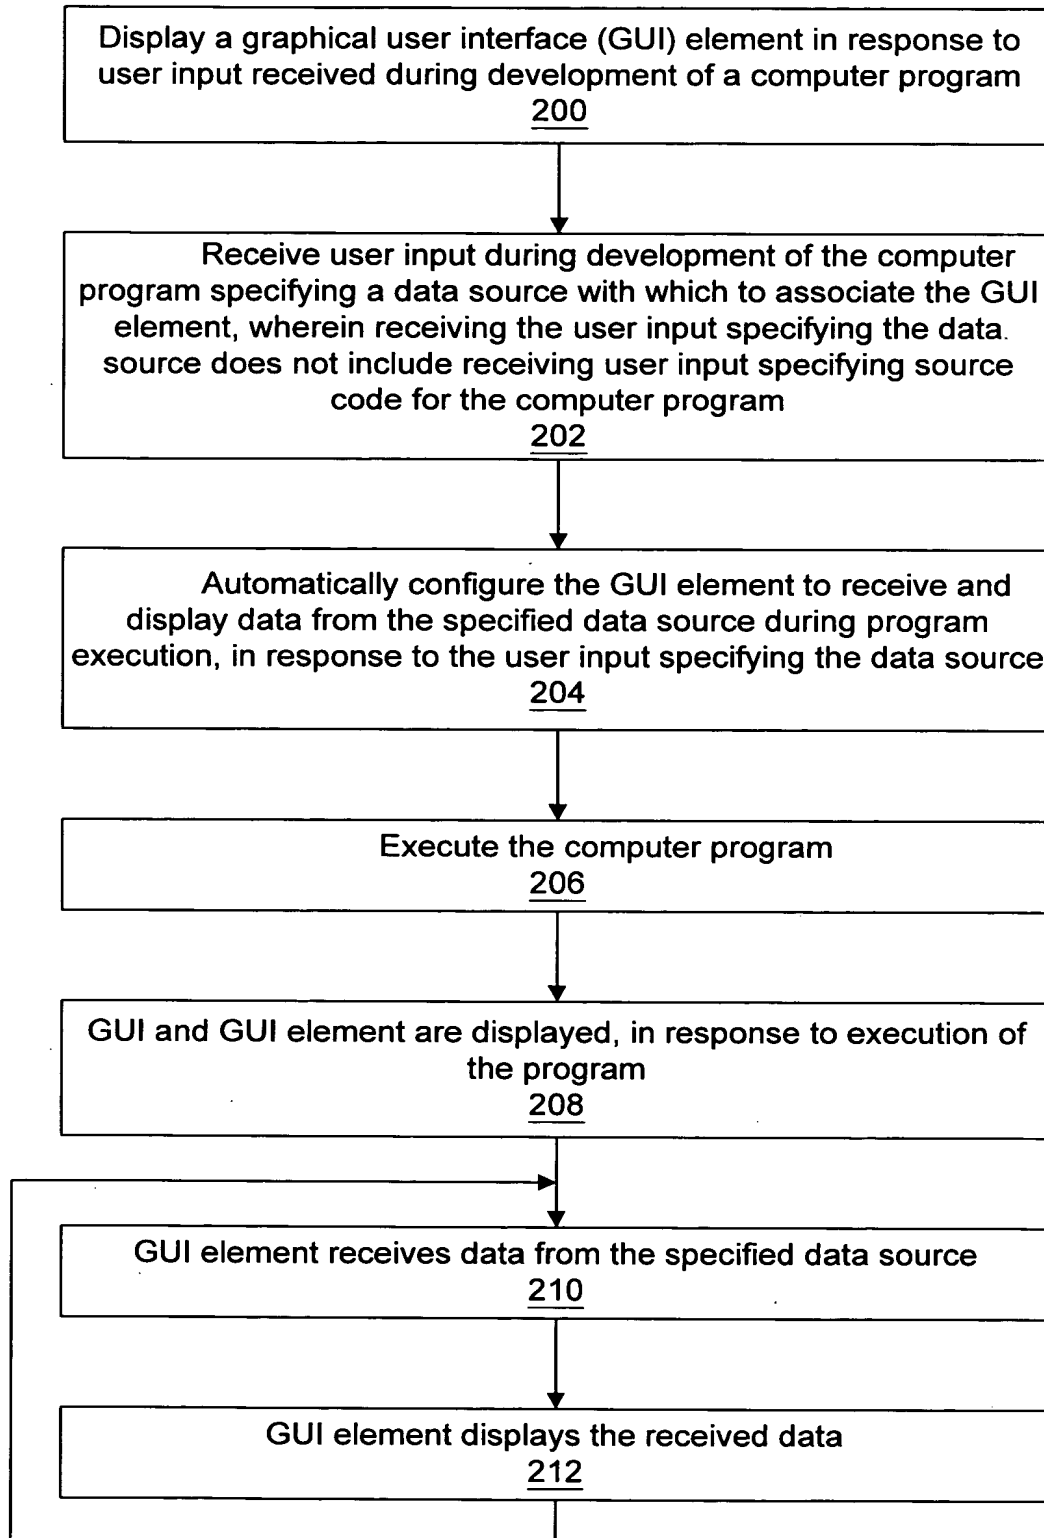 Display a graphical user interface (GUI) element in response to
user input received during development of a computer program
200
Receive user input during development of the computer
program specifying a data source with which to associate the GUI
element, wherein receiving the user input specifying the data.
source does not include receiving user input specifying source
code for the computer program
202
Automatically configure the GUI element to receive and
display data from the specified data source during program
execution, in response to the user input specifying the data source
204
Execute the computer program
206
GUI and GUI element are displayed, in response to execution of
the program
208
GUI element receives data from the specified data source
210
GUI element displays the received data
212